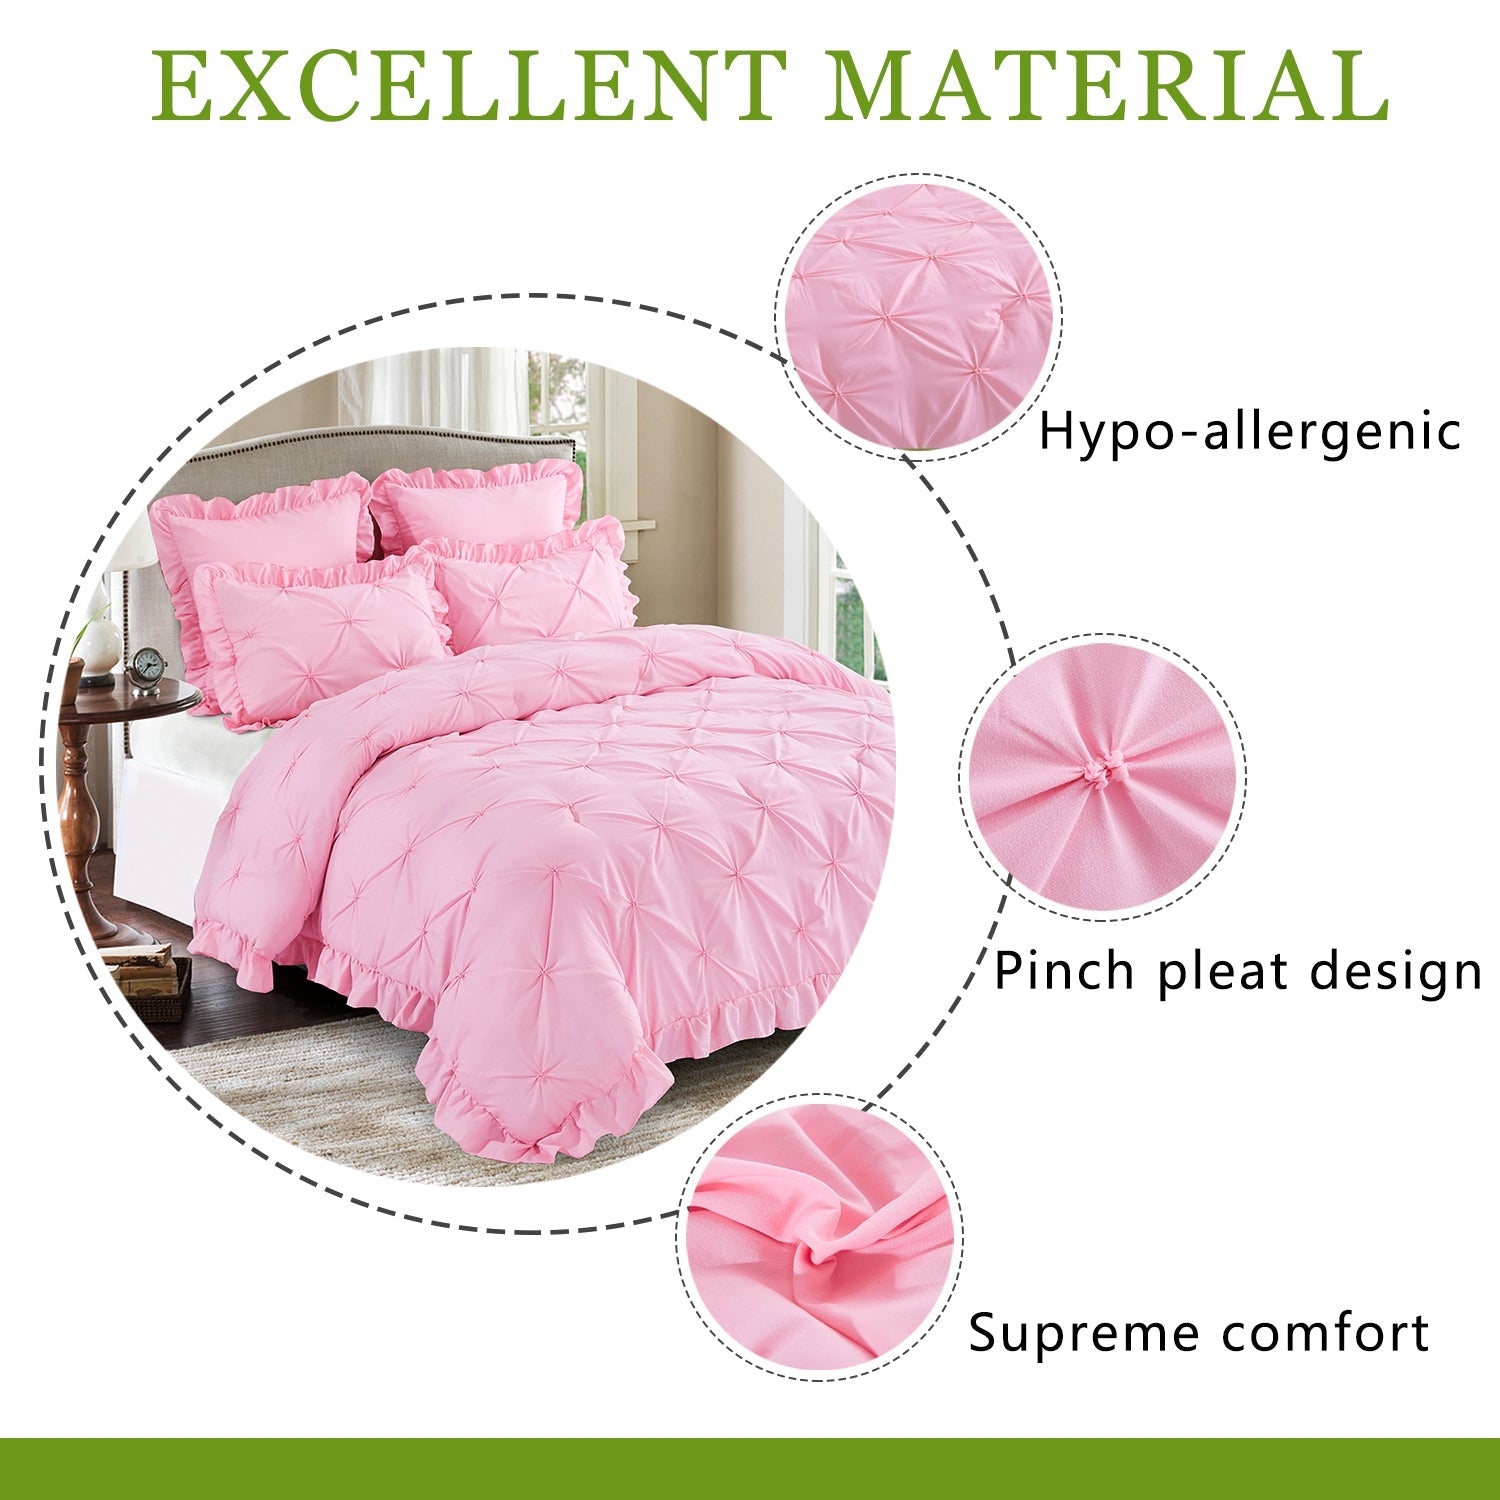 EXCELLENT MATERIAL
Hypo-allergenic
Pinch pleat design
Supreme comfort